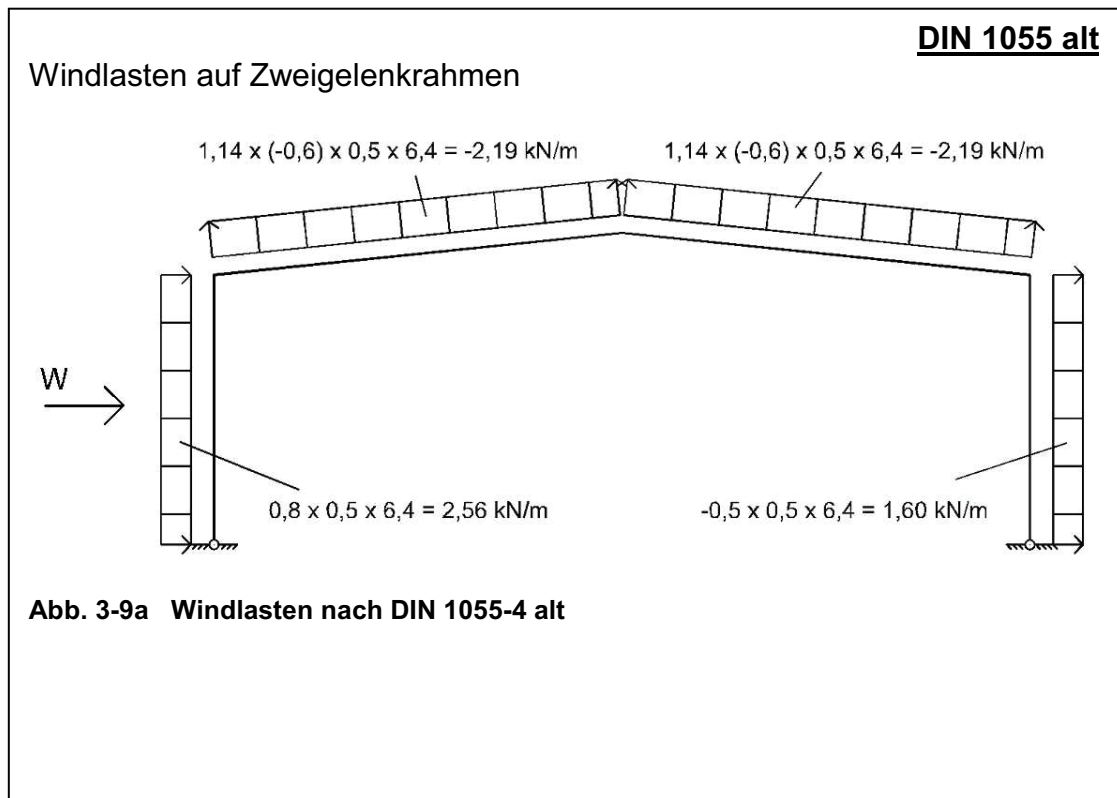 DIN 1055 alt
Windlasten auf Zweigelenkrahmen
1,14 x (-0,6) x 0,5 x 6,4 = -2,19 kN/m
1,14 x (-0,6) x 0,5 x 6,4 = -2,19 kN/m
W
0,8 x 0,5 x 6,4 = 2,56 kN/m
-0,5 x 0,5 x 6,4 = 1,60 kN/m
Abb. 3-9a Windlasten nach DIN 1055-4 alt